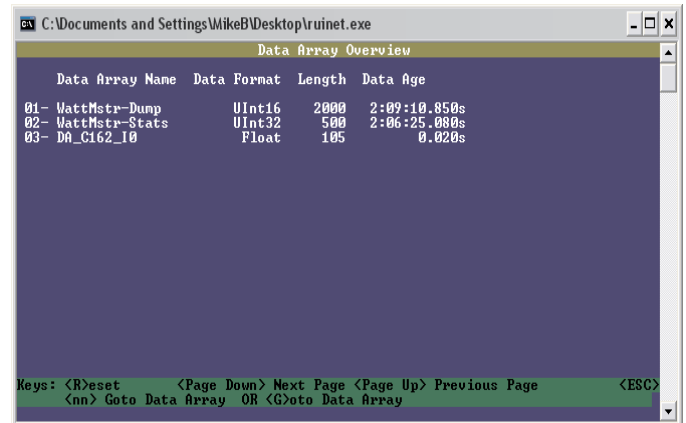 C:\Documents and Settings\MikeB\Desktop\ruinet.exe
Data Array Overview
Data Array Name Data Format Length Data Age
01- WattMstr-Dump UInt16 2000 2:09:10.850s
02- WattMstr-Stats UInt32 500 2:06:25.080s
03- DA_C162_I0 Float 105 0.020s
Keys: <R>eset <Page Down> Next Page <Page Up> Previous Page <ESC>
<nn> Goto Data Array OR <G>oto Data Array